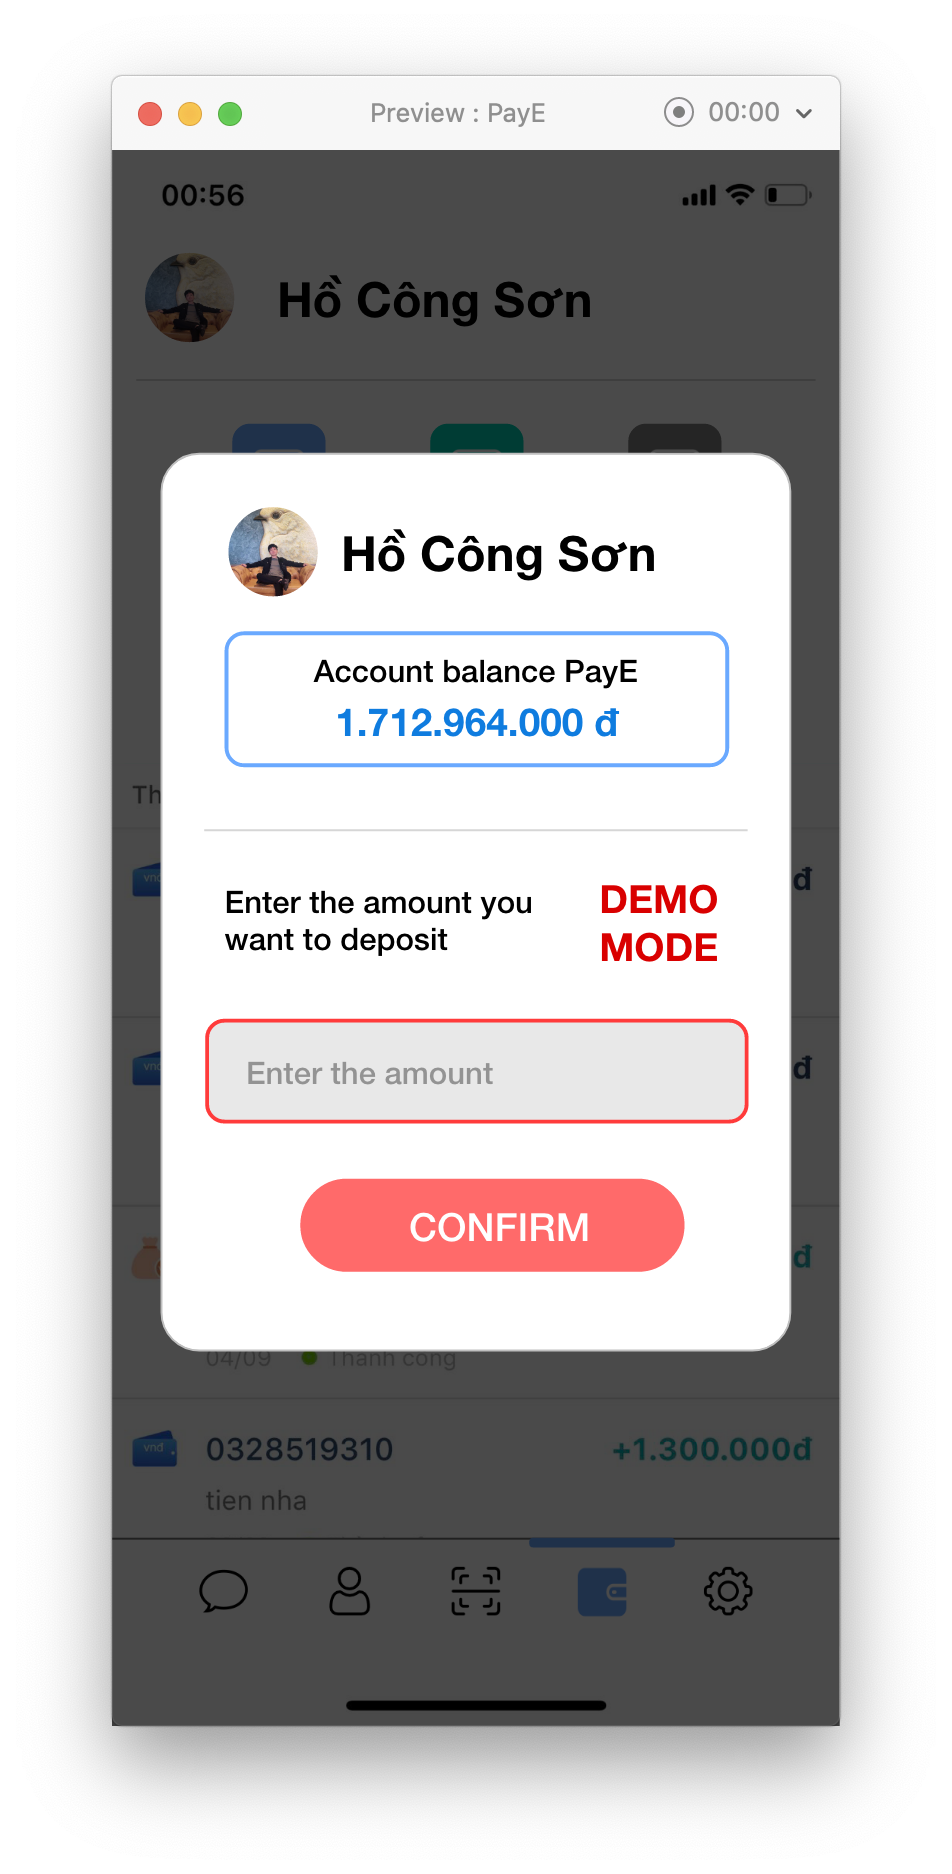 Preview : PayE
00:00
00:56
Hồ Công Sơn
Hồ Công Sơn
Account balance PayE
1.712.964.000 đ
Th
vnd
đ
Enter the amount you
want to deposit
DEMO
MODE
vnd
đ
Enter the amount
CONFIRM
đ
04/09
Thành công
vnd
0328519310
+1.300.000đ
tien nha